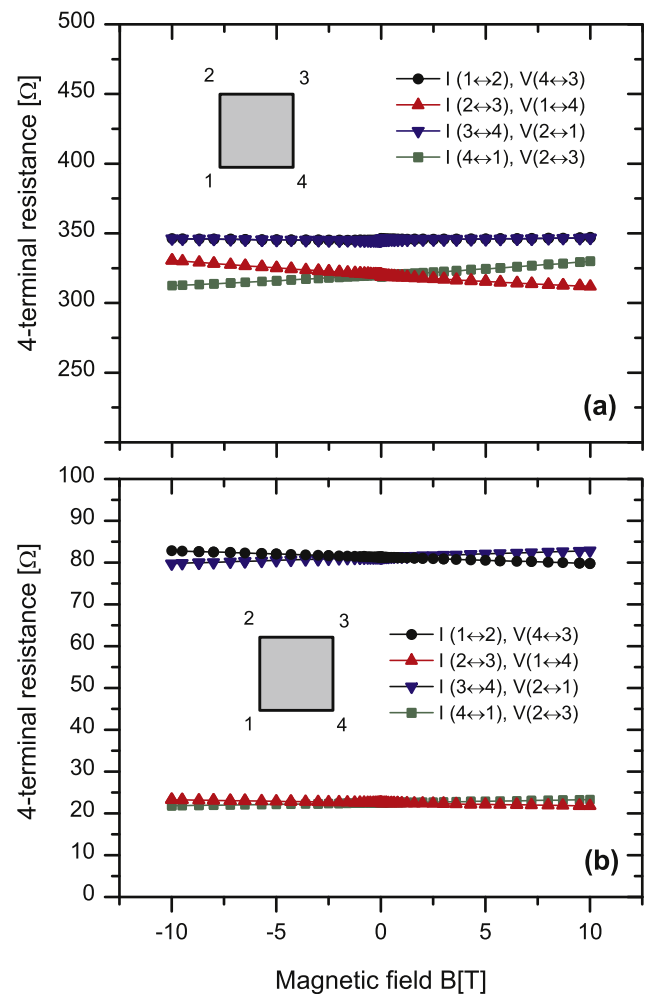 500
450
400
350
300
250
4-terminal resistance [Ω]
2 3
1 4
I (1↔2), V(4↔3)
I (2↔3), V(1↔4)
I (3↔4), V(2↔1)
I (4↔1), V(2↔3)
(a)
100
90
80
70
60
50
40
30
20
10
0
4-terminal resistance [Ω]
2 3
1 4
I (1↔2), V(4↔3)
I (2↔3), V(1↔4)
I (3↔4), V(2↔1)
I (4↔1), V(2↔3)
(b)
-10 -5 0 5 10
Magnetic field B[T]